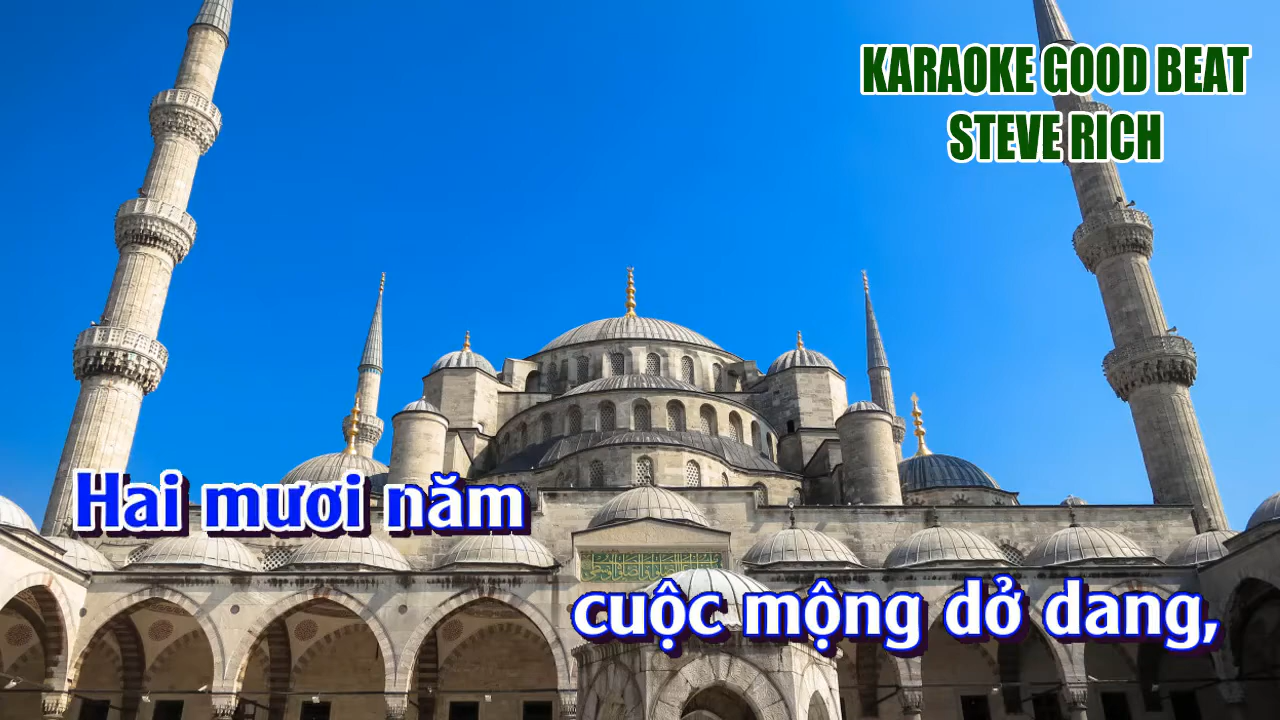 KARAOKE GOOD BEAT
STEVE RICH
Hai mươi năm
cuộc mộng dở dang,